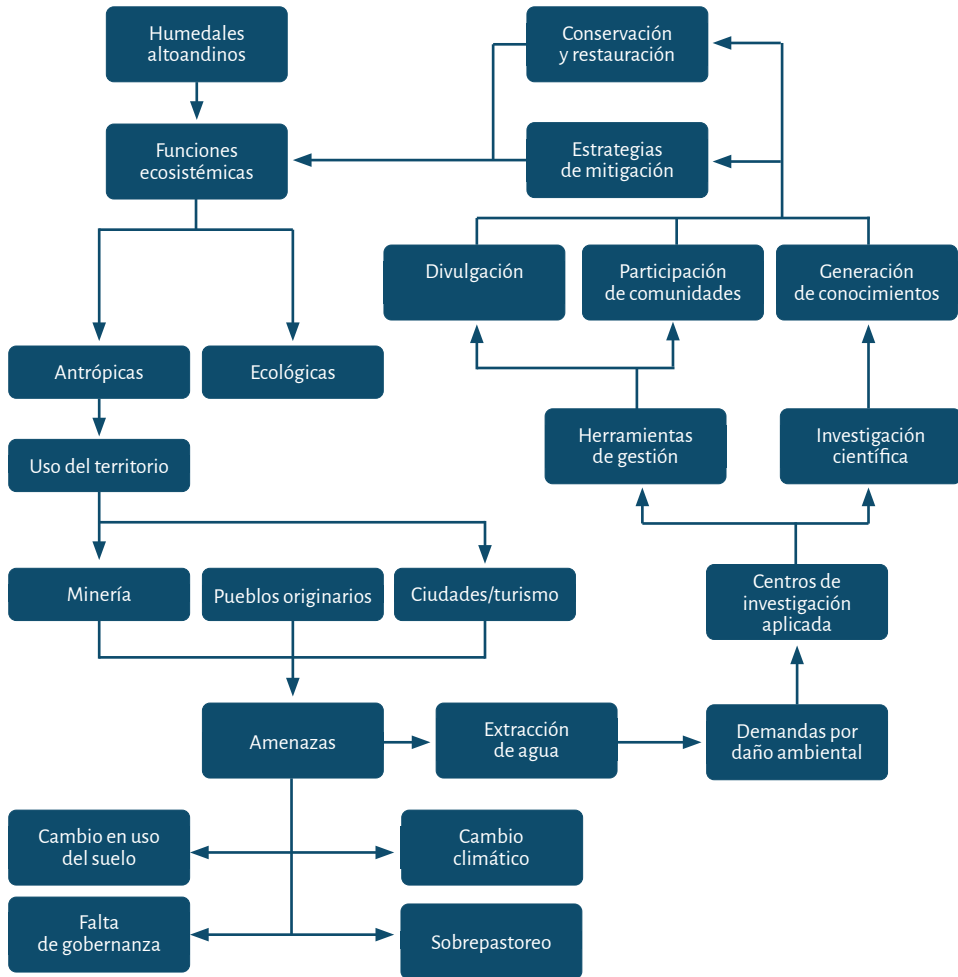 Humedales
altoandinos
Conservación
y restauración
Funciones
ecosistémicas
Estrategias
de mitigación
Divulgación
Participación
de comunidades
Generación
de conocimientos
Antrópicas
Ecológicas
Herramientas
de gestión
Investigación
científica
Uso del territorio
Minería
Pueblos originarios
Ciudades/turismo
Centros de
investigación
aplicada
Amenazas
Extracción
de agua
Demandas por
daño ambiental
Cambio en uso
del suelo
Cambio
climático
Falta
de gobernanza
Sobrepastoreo